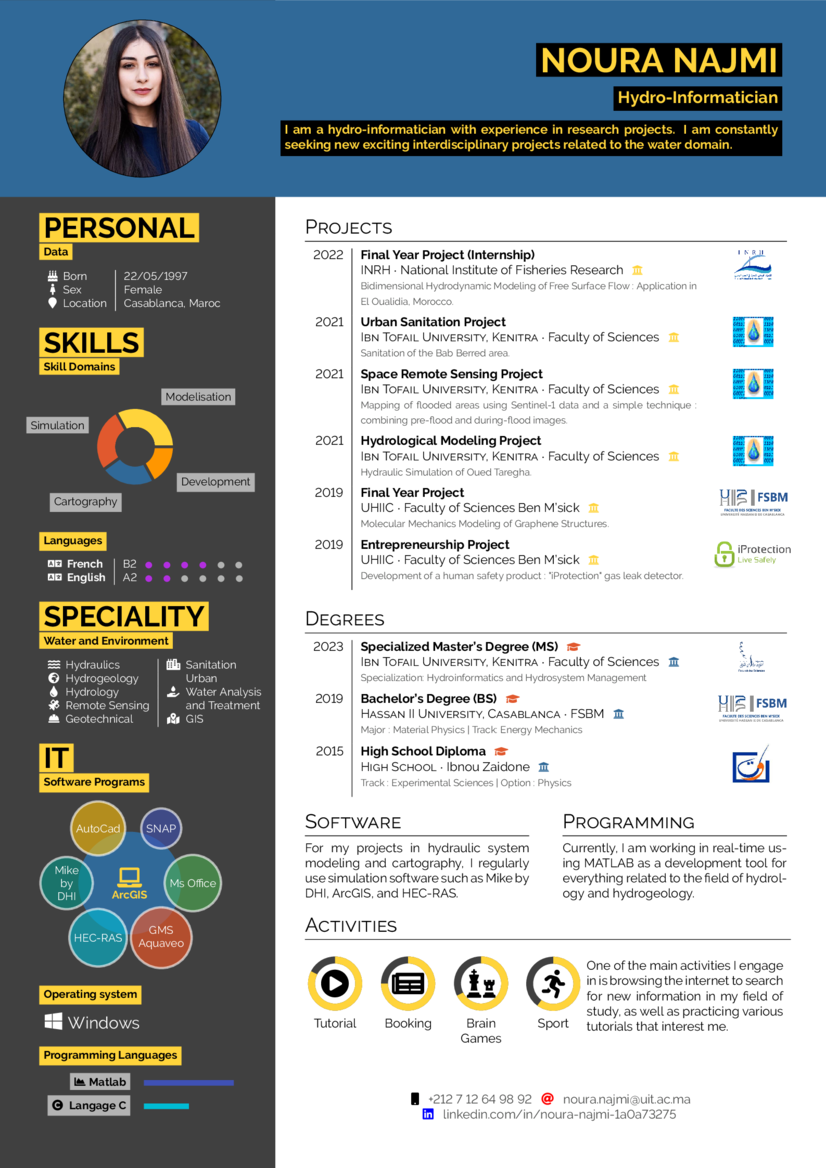 NOURA NAJMI
Hydro-Informatician
I am a hydro-informatician with experience in research projects. I am constantly
seeking new exciting interdisciplinary projects related to the water domain.
PERSONAL
Data
Born 22/05/1997
Sex Female
Location Casablanca, Maroc
SKILLS
Skill Domains
Modelisation
Simulation
Development
Cartography
Languages
French B2
English A2
SPECIALITY
Water and Environment
Hydraulics
Hydrogeology
Hydrology
Remote Sensing
Geotechnical
Sanitation
Urban
Water Analysis
and Treatment
GIS
IT
Software Programs
AutoCad
SNAP
Mike
by
DHI
ArcGIS
Ms Office
HEC-RAS
GMS
Aquaveo
Operating system
Windows
Programming Languages
Matlab
Langage C
PROJECTS
2022 Final Year Project (Internship)
INRH · National Institute of Fisheries Research
Bidimensional Hydrodynamic Modeling of Free Surface Flow : Application in
El Oualidia, Morocco.
INRH
2021 Urban Sanitation Project
IBN TOFAIL UNIVERSITY, KENITRA · Faculty of Sciences
Sanitation of the Bab Berred area.
2021 Space Remote Sensing Project
IBN TOFAIL UNIVERSITY, KENITRA · Faculty of Sciences
Mapping of flooded areas using Sentinel-1 data and a simple technique :
combining pre-flood and during-flood images.
2021 Hydrological Modeling Project
IBN TOFAIL UNIVERSITY, KENITRA · Faculty of Sciences
Hydraulic Simulation of Oued Taregha.
2019 Final Year Project
UHIIC · Faculty of Sciences Ben M'sick
Molecular Mechanics Modeling of Graphene Structures.
FSBM
2019 Entrepreneurship Project
UHIIC · Faculty of Sciences Ben M'sick
Development of a human safety product : "iProtection" gas leak detector.
iProtection
Live Safely
DEGREES
2023 Specialized Master's Degree (MS)
IBN TOFAIL UNIVERSITY, KENITRA · Faculty of Sciences
Specialization: Hydroinformatics and Hydrosystem Management
2019 Bachelor's Degree (BS)
HASSAN II UNIVERSITY, CASABLANCA · FSBM
Major : Material Physics | Track: Energy Mechanics
FSBM
2015 High School Diploma
HIGH SCHOOL · Ibnou Zaidone
Track : Experimental Sciences | Option : Physics
SOFTWARE
For my projects in hydraulic system
modeling and cartography, I regularly
use simulation software such as Mike by
DHI, ArcGIS, and HEC-RAS.
PROGRAMMING
Currently, I am working in real-time us-
ing MATLAB as a development tool for
everything related to the field of hydrol-
ogy and hydrogeology.
ACTIVITIES
Tutorial
Booking
Brain
Games
Sport
One of the main activities I engage
in is browsing the internet to search
for new information in my field of
study, as well as practicing various
tutorials that interest me.
+212 7 12 64 98 92 @ noura.najmi@uit.ac.ma
in linkedin.com/in/noura-najmi-1a0a73275